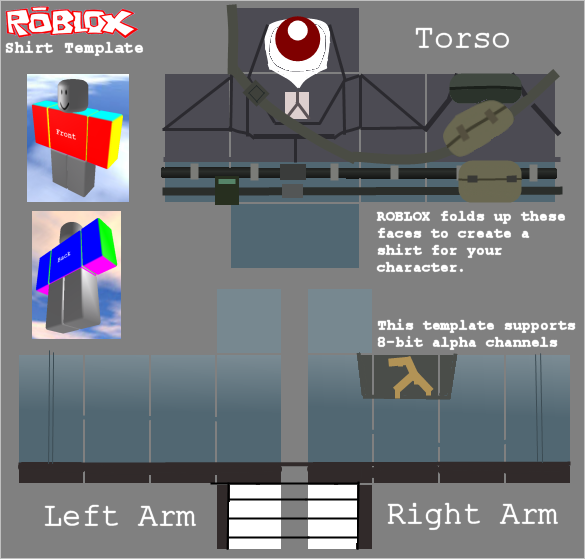 ROBLOX
Shirt Template
Torso
Front
Back
ROBLOX folds up these
faces to create a
shirt for your
character.
This template supports
8-bit alpha channels
Left Arm
Right Arm